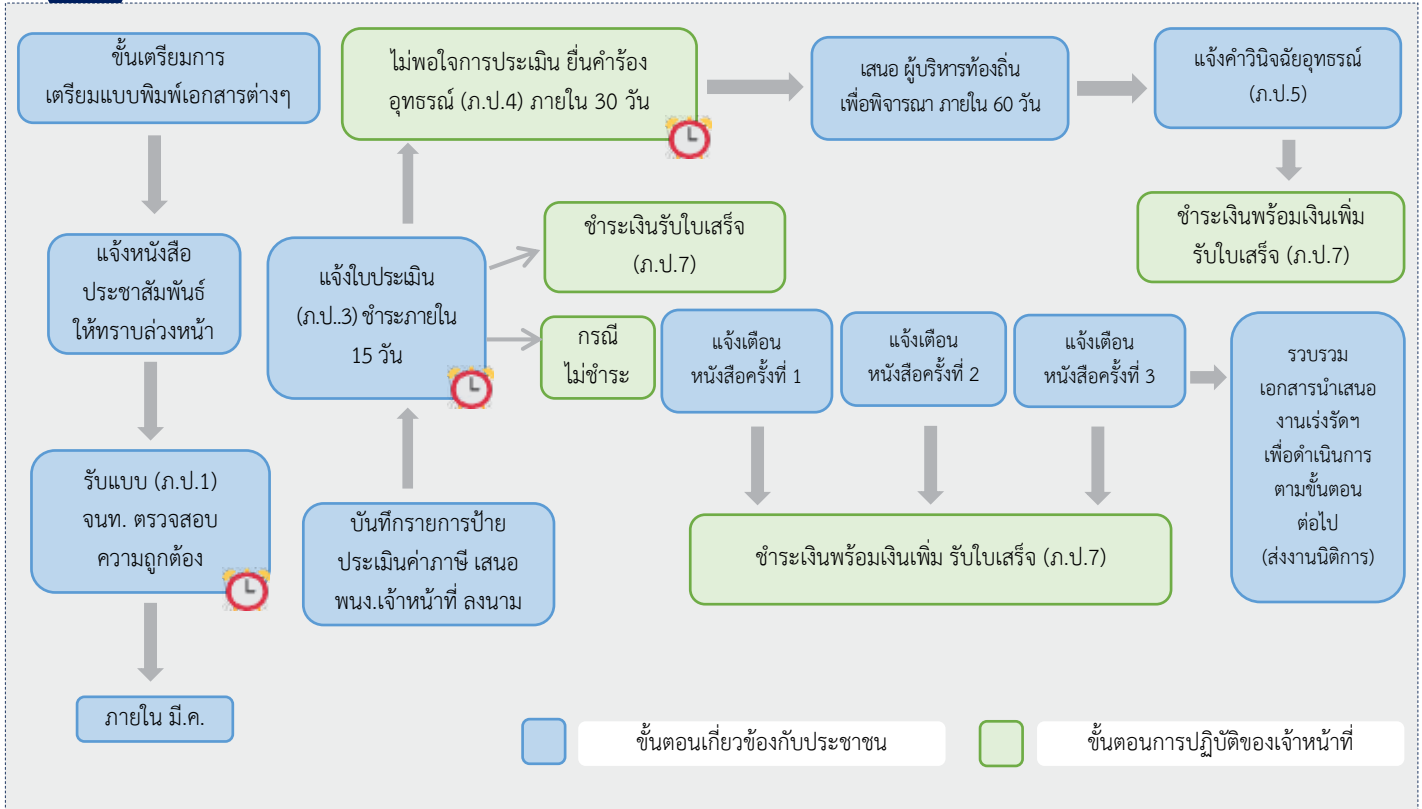 ขั้นเตรียมการ
เตรียมแบบพิมพ์เอกสารต่างๆ
แจ้งหนังสือ
ประชาสัมพันธ์
ให้ทราบล่วงหน้า
รับแบบ (ภ.ป.1)
จนท. ตรวจสอบ
ความถูกต้อง
ภายใน มี.ค.
บันทึกรายการป้าย
ประเมินค่าภาษี เสนอ
พนง.เจ้าหน้าที่ ลงนาม
แจ้งใบประเมิน
(ภ.ป..3) ชำระภายใน
15 วัน
ไม่พอใจการประเมิน ยื่นคำร้อง
อุทธรณ์ (ภ.ป.4) ภายใน 30 วัน
เสนอ ผู้บริหารท้องถิ่น
เพื่อพิจารณา ภายใน 60 วัน
แจ้งคำวินิจฉัยอุทธรณ์
(ภ.ป.5)
ชำระเงินพร้อมเงินเพิ่ม
รับใบเสร็จ (ภ.ป.7)
ชำระเงินรับใบเสร็จ
(ภ.ป.7)
กรณี
ไม่ชำระ
แจ้งเตือน
หนังสือครั้งที่ 1
แจ้งเตือน
หนังสือครั้งที่ 2
แจ้งเตือน
หนังสือครั้งที่ 3
รวบรวม
เอกสารนำเสนอ
งานเร่งรัดฯ
เพื่อดำเนินการ
ตามขั้นตอน
ต่อไป
(ส่งงานนิติการ)
ชำระเงินพร้อมเงินเพิ่ม รับใบเสร็จ (ภ.ป.7)
ขั้นตอนเกี่ยวข้องกับประชาชน
ขั้นตอนการปฏิบัติของเจ้าหน้าที่